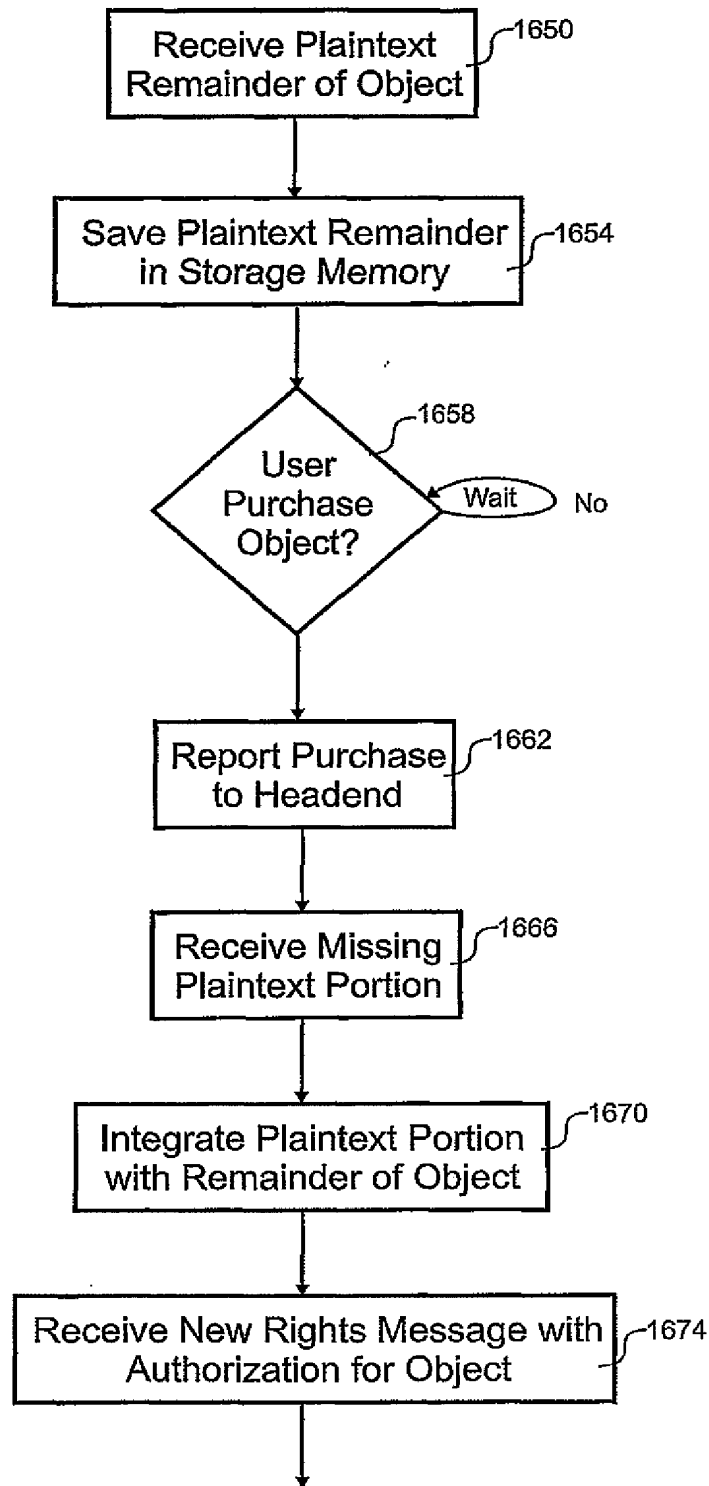 Receive Plaintext
Remainder of Object
1650
Save Plaintext Remainder
in Storage Memory
1654
1658
User
Purchase
Object?
Wait
No
Report Purchase
to Headend
1662
Receive Missing
Plaintext Portion
1666
Integrate Plaintext Portion
with Remainder of Object
1670
Receive New Rights Message with
Authorization for Object
1674